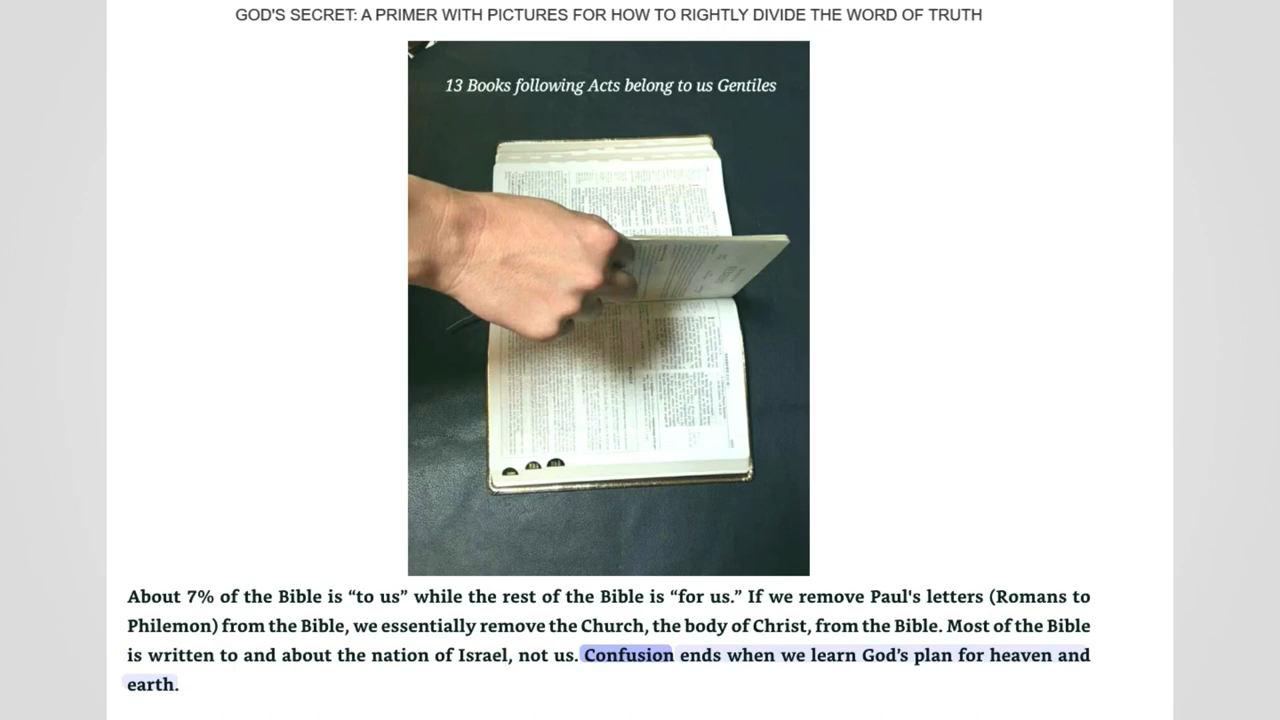 GOD'S SECRET: A PRIMER WITH PICTURES FOR HOW TO RIGHTLY DIVIDE THE WORD OF TRUTH
13 Books following Acts belong to us Gentiles
About 7% of the Bible is “to us” while the rest of the Bible is “for us.” If we remove Paul's letters (Romans to
Philemon) from the Bible, we essentially remove the Church, the body of Christ, from the Bible. Most of the Bible
is written to and about the nation of Israel, not us. Confusion ends when we learn God’s plan for heaven and
earth.